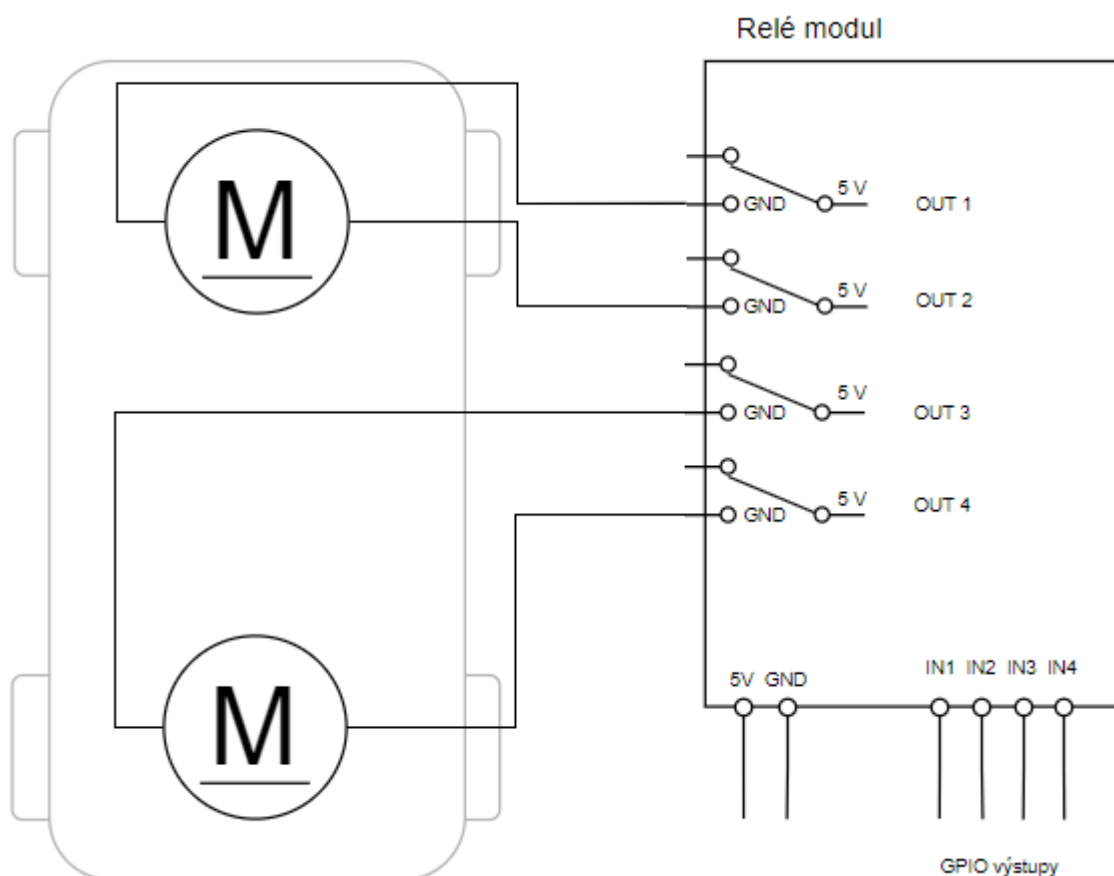 Relé modul
M
GND
5 V
OUT 1
GND
5 V
OUT 2
GND
5 V
OUT 3
GND
5 V
OUT 4
M
5V
GND
IN1
IN2
IN3
IN4
GPIO výstupy